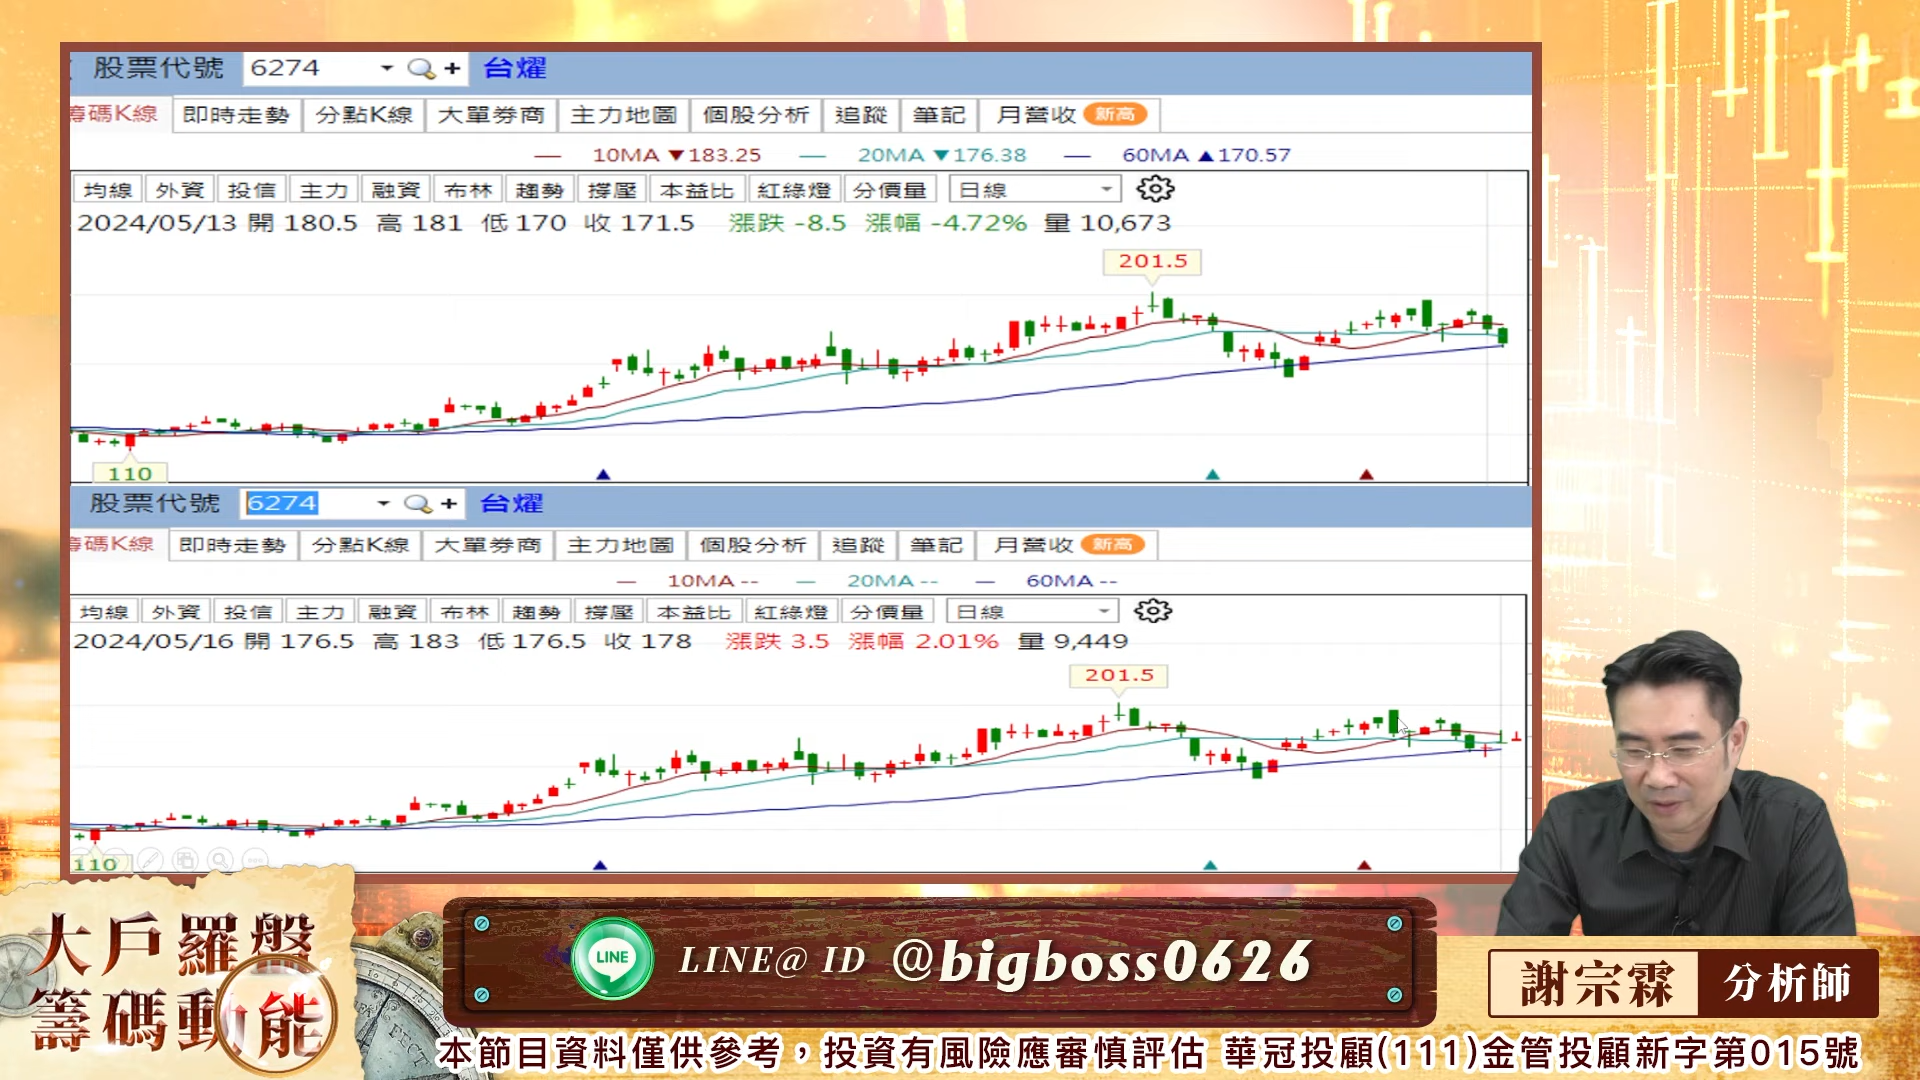 股票代號 6274 台燿
籌碼K線 即時走勢 分點K線 大單券商 主力地圖 個股分析 追蹤 筆記 月營收 新高
10MA ▼183.25 20MA ▼176.38 60MA ▲170.57
均線 外資 投信 主力 融資 布林 趨勢 撐壓 本益比 紅綠燈 分價量 日線
2024/05/13 開 180.5 高 181 低 170 收 171.5 漲跌 -8.5 漲幅 -4.72% 量 10,673
201.5
110
股票代號 6274 台燿
籌碼K線 即時走勢 分點K線 大單券商 主力地圖 個股分析 追蹤 筆記 月營收 新高
10MA -- 20MA -- 60MA --
均線 外資 投信 主力 融資 布林 趨勢 撐壓 本益比 紅綠燈 分價量 日線
2024/05/16 開 176.5 高 183 低 176.5 收 178 漲跌 3.5 漲幅 2.01% 量 9,449
201.5
110
大戶羅盤
籌碼動能
LINE LINE@ ID @bigboss0626
謝宗霖 分析師
本節目資料僅供參考，投資有風險應審慎評估 華冠投顧(111)金管投顧新字第015號